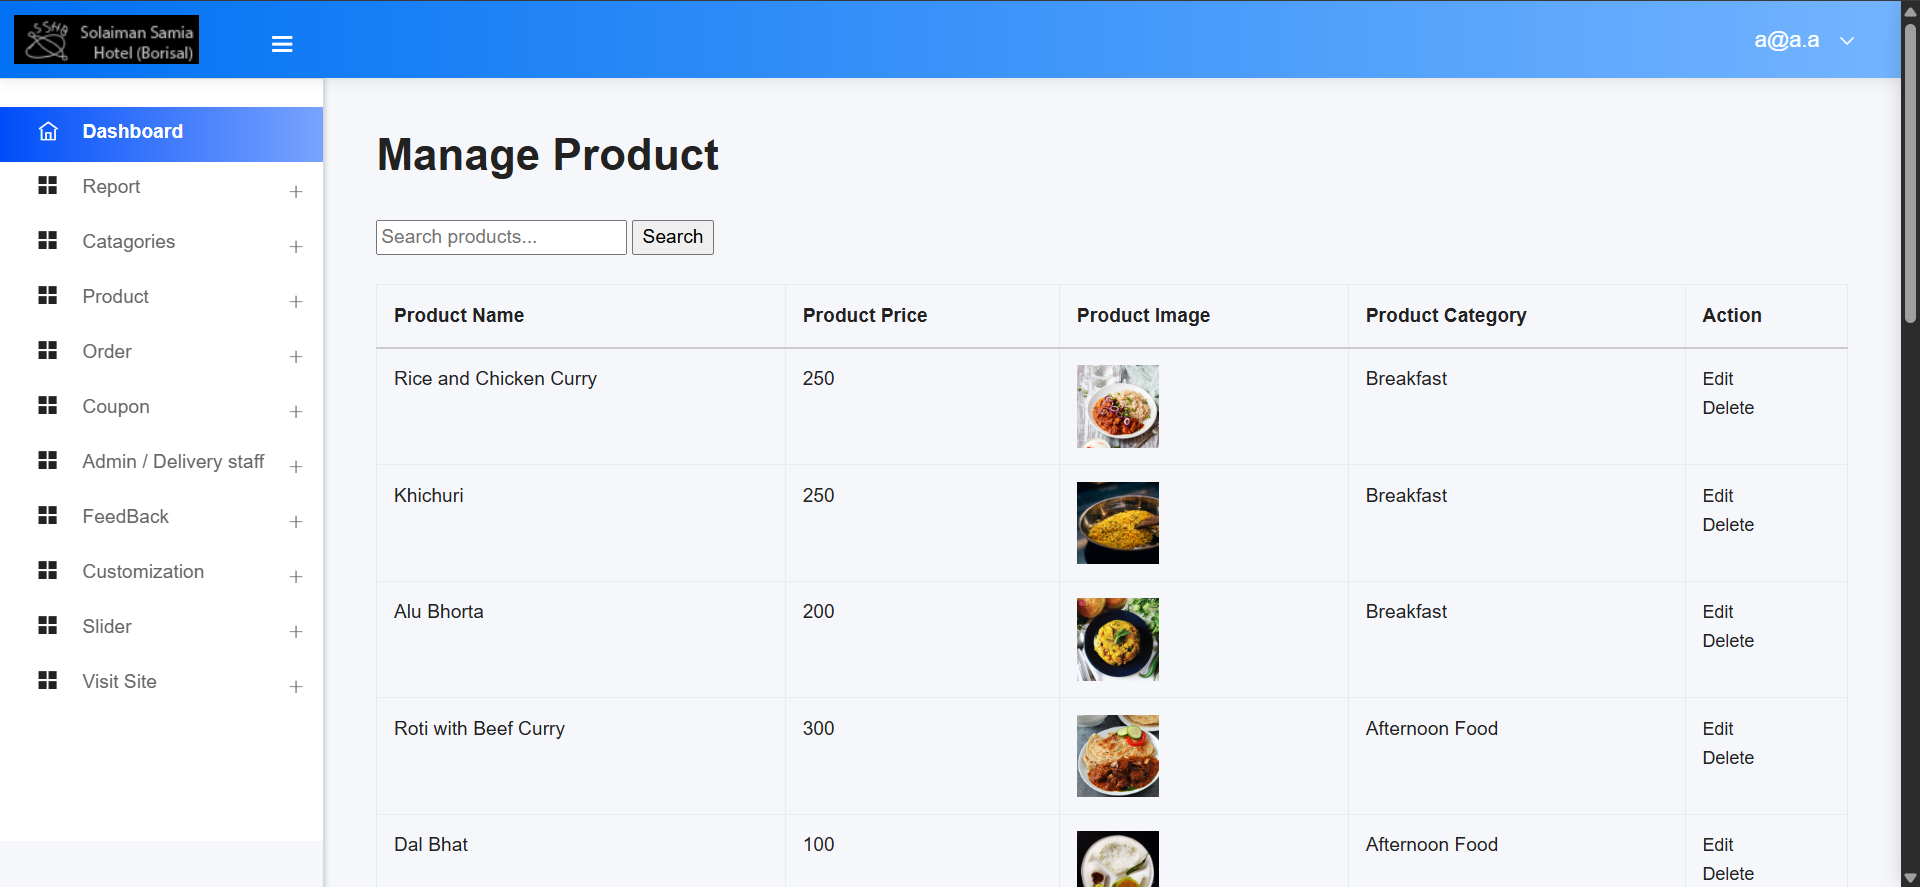 SSHB
Solaiman Samia
Hotel (Borisal)
a@a.a
Dashboard
Report
Catagories
Product
Order
Coupon
Admin / Delivery staff
FeedBack
Customization
Slider
Visit Site
Manage Product
Search products...
Search
Product Name Product Price Product Image Product Category Action
Rice and Chicken Curry 250 Breakfast Edit
Delete
Khichuri 250 Breakfast Edit
Delete
Alu Bhorta 200 Breakfast Edit
Delete
Roti with Beef Curry 300 Afternoon Food Edit
Delete
Dal Bhat 100 Afternoon Food Edit
Delete